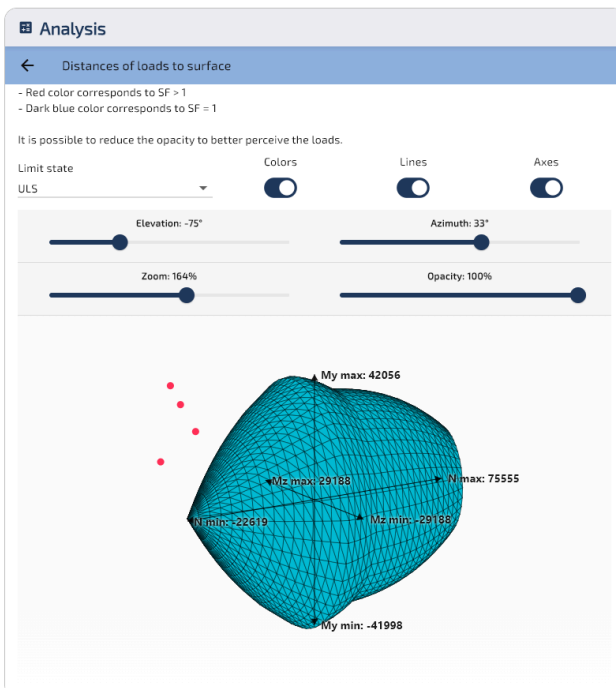 Analysis
Distances of loads to surface
- Red color corresponds to SF > 1
- Dark blue color corresponds to SF = 1
It is possible to reduce the opacity to better perceive the loads.
Limit state
ULS
Colors
Lines
Axes
Elevation: -75°
Azimuth: 33°
Zoom: 164%
Opacity: 100%
My max: 42056
Mz max: 29188
N max: 75555
N min: -22619
Mz min: -29188
My min: -41998